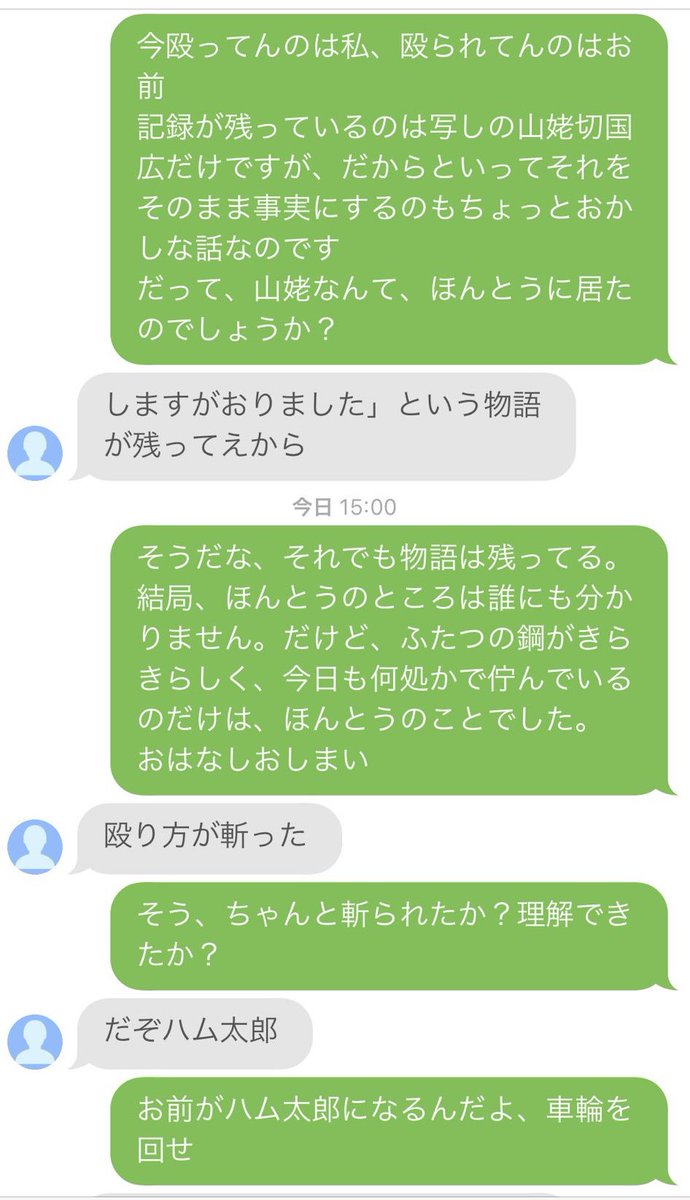 今殴ってんのは私、殴られてんのはお
前
記録が残っているのは写しの山姥切国
広だけですが、だからといってそれを
そのまま事実にするのもちょっとおか
しな話なのです
だって、山姥なんて、ほんとうに居た
のでしょうか？
しますがおりました」という物語
が残ってえから
今日 15:00
そうだな、それでも物語は残ってる。
結局、ほんとうのところは誰にも分か
りません。だけど、ふたつの鋼がきら
きらしく、今日も何処かで佇んでいる
のだけは、ほんとうのことでした。
おはなしおしまい
殴り方が斬った
そう、ちゃんと斬られたか？理解でき
たか？
だぞハム太郎
お前がハム太郎になるんだよ、車輪を
回せ